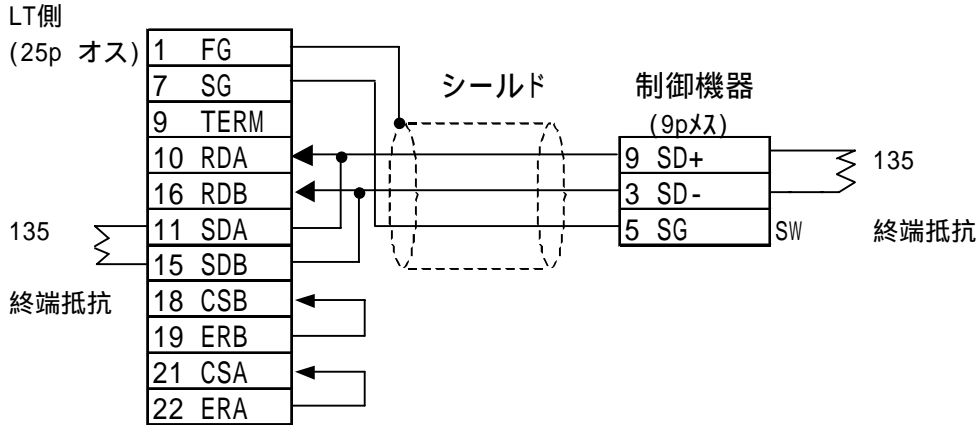 LT側
(25p オス)
1 FG
7 SG
9 TERM
10 RDA
16 RDB
11 SDA
15 SDB
18 CSB
19 ERB
21 CSA
22 ERA
135
終端抵抗
シールド
制御機器
(9pメス)
9 SD+
3 SD-
5 SG
SW
135
終端抵抗